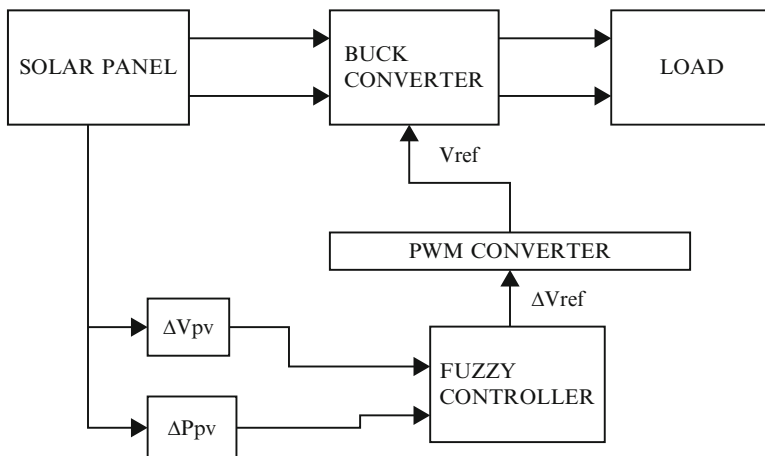 SOLAR PANEL
BUCK
CONVERTER
LOAD
Vref
PWM CONVERTER
ΔVref
ΔVpv
FUZZY
CONTROLLER
ΔPpv